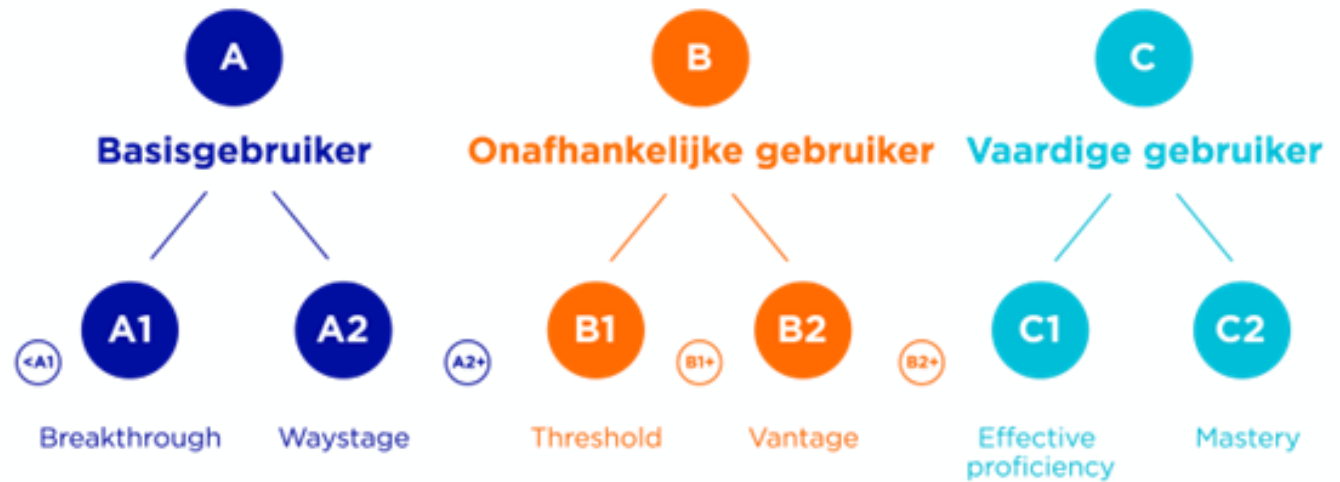 A
B
C
Basisgebruiker
Onafhankelijke gebruiker
Vaardige gebruiker
<A1
A1
A2
A2+
B1
B1+
B2
B2+
C1
C2
Breakthrough
Waystage
Threshold
Vantage
Effective
proficiency
Mastery